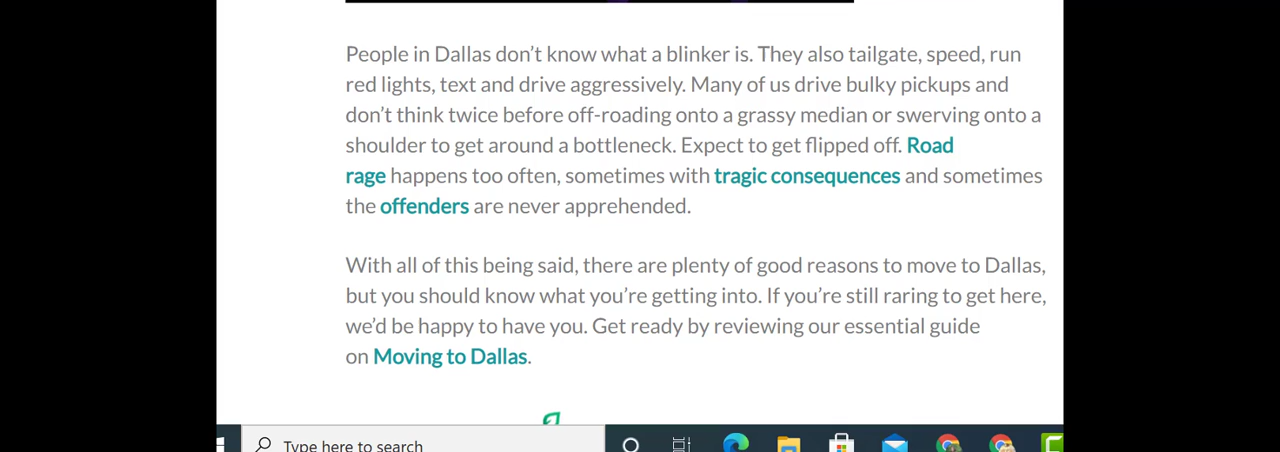 People in Dallas don’t know what a blinker is. They also tailgate, speed, run
red lights, text and drive aggressively. Many of us drive bulky pickups and
don’t think twice before off-roading onto a grassy median or swerving onto a
shoulder to get around a bottleneck. Expect to get flipped off. Road
rage happens too often, sometimes with tragic consequences and sometimes
the offenders are never apprehended.
With all of this being said, there are plenty of good reasons to move to Dallas,
but you should know what you’re getting into. If you’re still raring to get here,
we’d be happy to have you. Get ready by reviewing our essential guide
on Moving to Dallas.
Type here to search